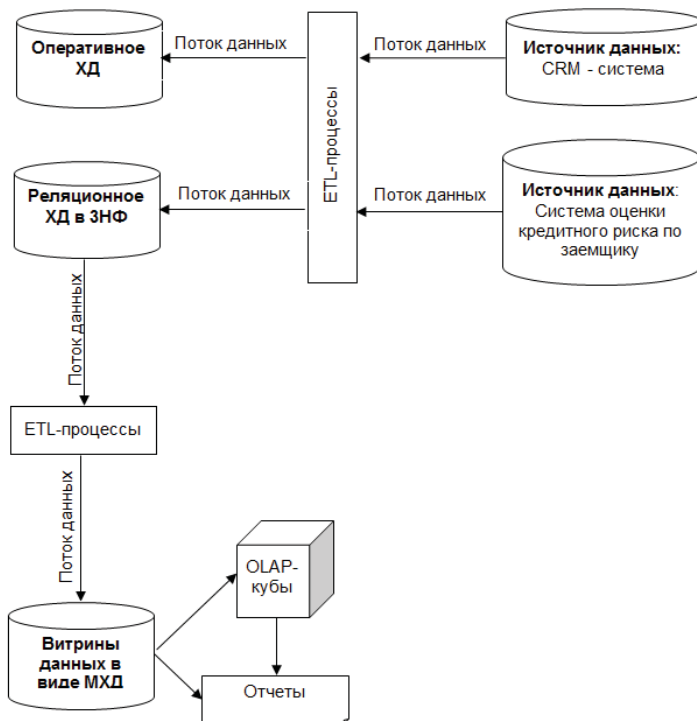 Оперативное
ХД
Поток данных
Поток данных
Источник данных:
CRM - система
ETL-процессы
Реляционное
ХД в 3НФ
Поток данных
Поток данных
Источник данных:
Система оценки
кредитного риска по
заемщику
Поток данных
ETL-процессы
Поток данных
OLAP-
кубы
Витрины
данных в
виде МХД
Отчеты